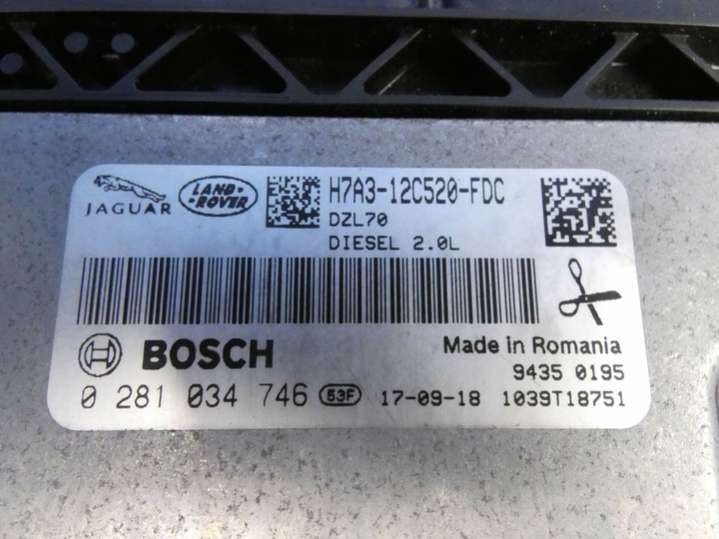 JAGUAR
LAND-
-ROVER
H7A3-12C520-FDC
DZL70
DIESEL 2.0L
BOSCH
Made in Romania
9435 0195
0 281 034 746 53F 17-09-18 1039T18751